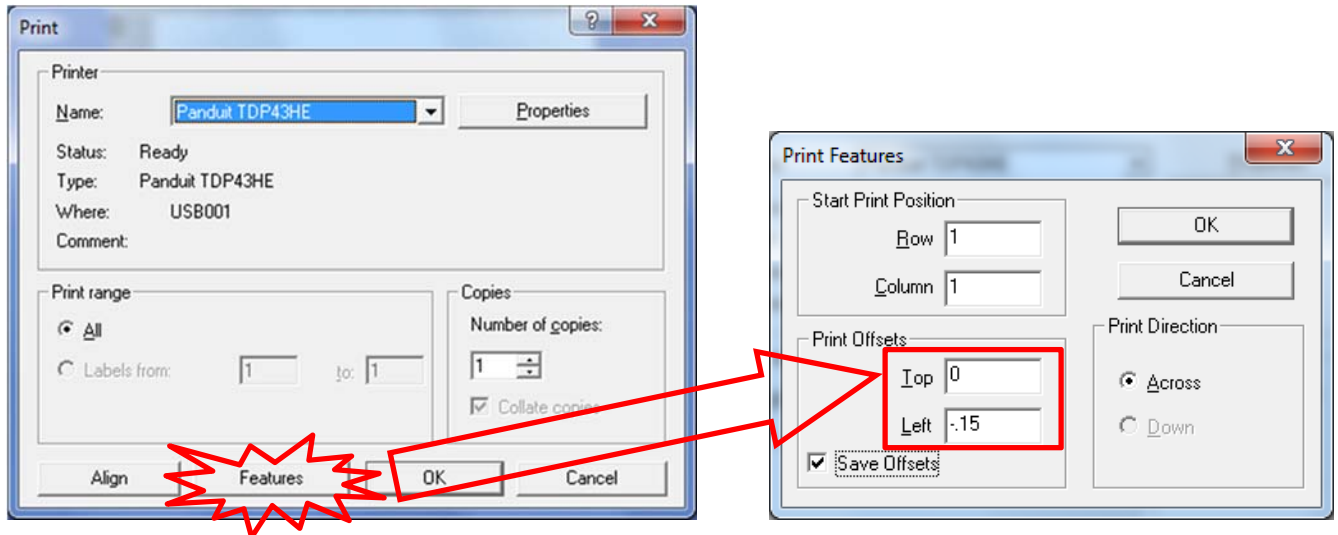 Print
?
X
Printer
Name:
Panduit TDP43HE
Properties
Status:
Ready
Type:
Panduit TDP43HE
Where:
USB001
Comment:
Print range
All
Labels from:
1
to:
1
Copies
Number of copies:
1
Collate copies
Align
Features
OK
Cancel
Print Features
X
Start Print Position
Row
1
Column
1
OK
Cancel
Print Offsets
Top
0
Left
-.15
Save Offsets
Print Direction
Across
Down